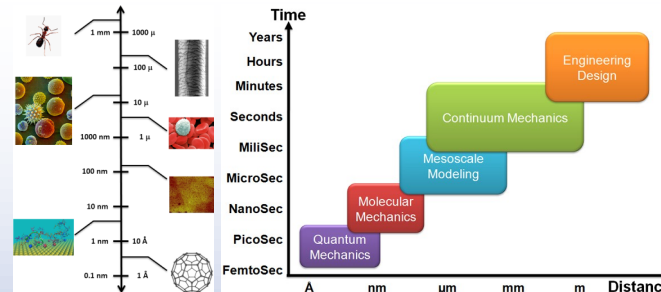 1 mm
1000 µ
100 µ
10 µ
1000 nm
1 µ
100 nm
10 nm
1 nm
10 Å
0.1 nm
1 Å
Time
Years
Hours
Minutes
Seconds
MiliSec
MicroSec
NanoSec
PicoSec
FemtoSec
Engineering
Design
Continuum Mechanics
Mesoscale
Modeling
Molecular
Mechanics
Quantum
Mechanics
A
nm
µm
mm
m
Distanc